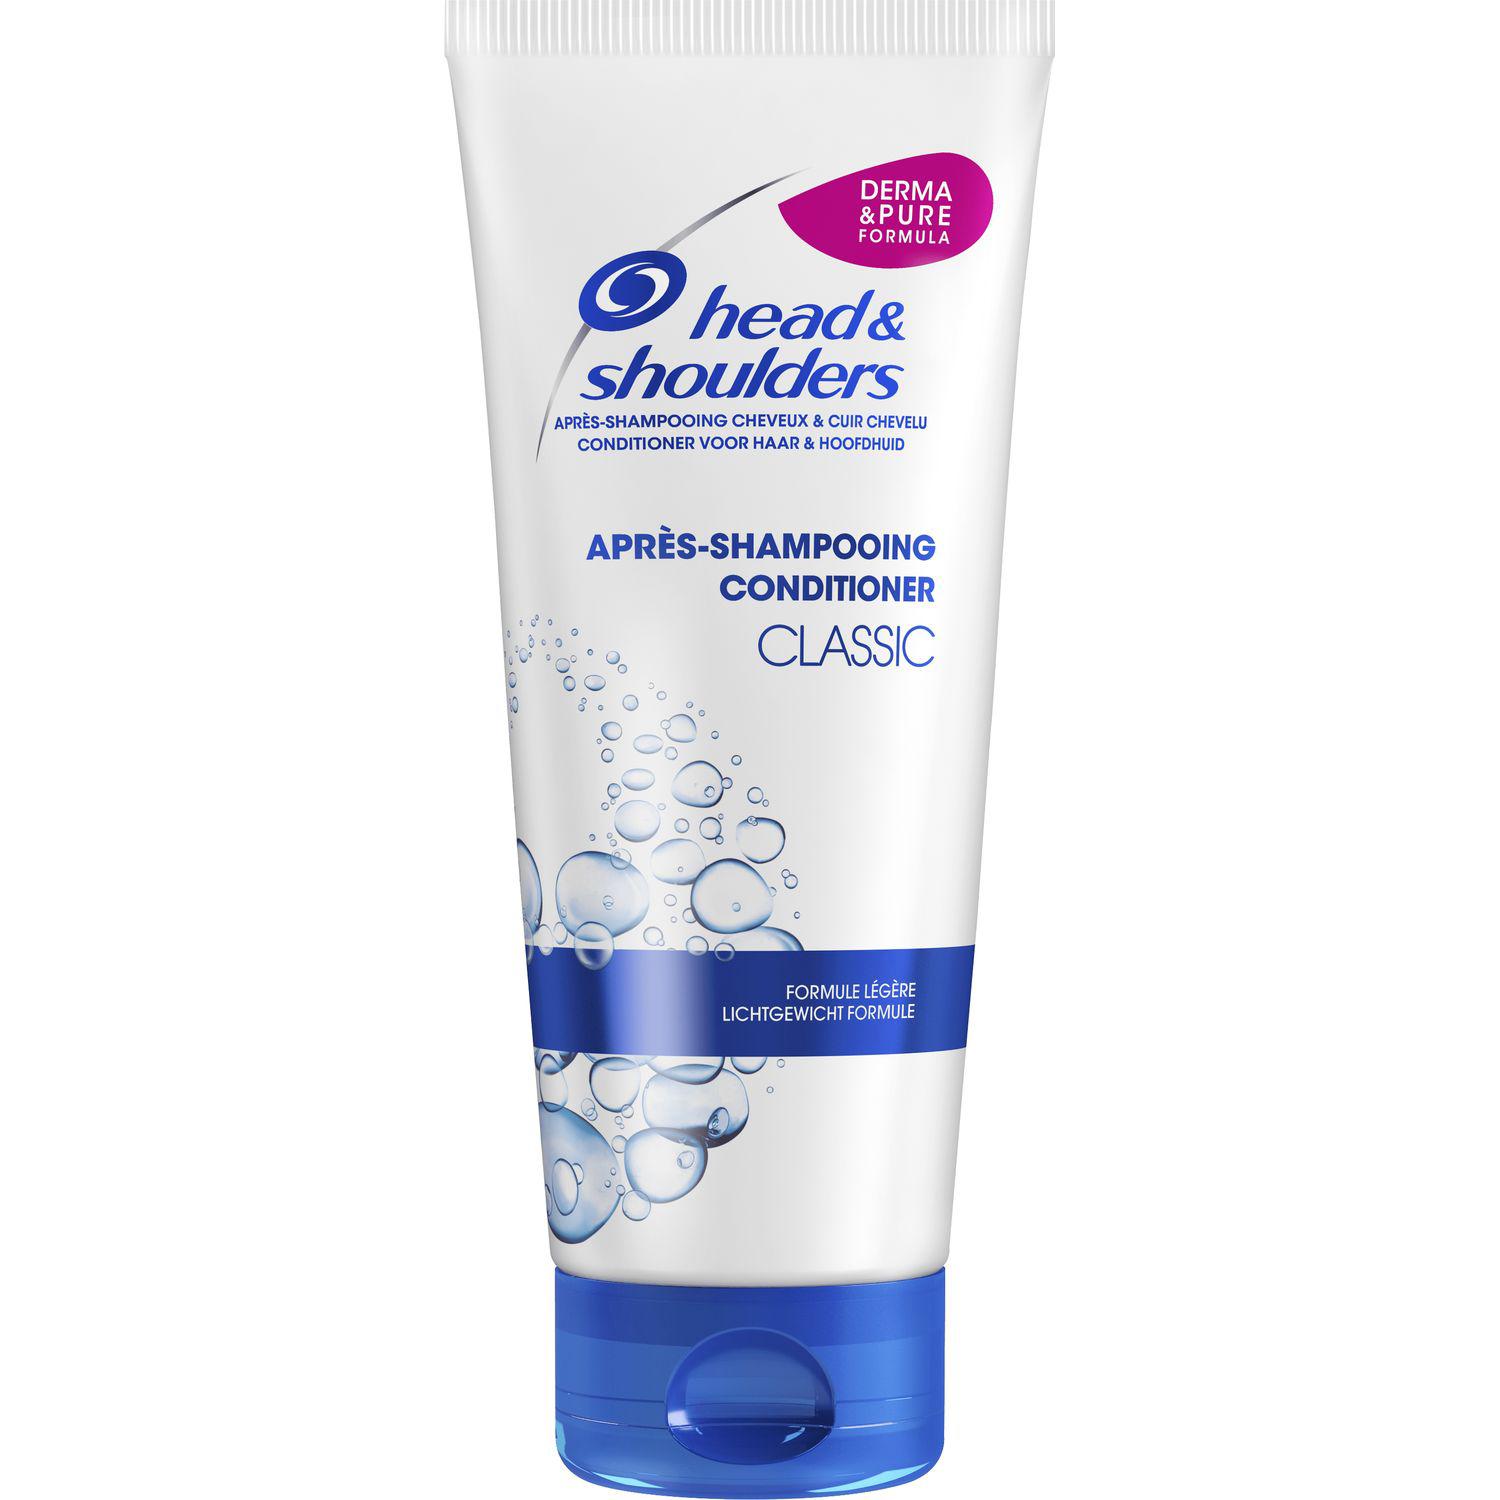 DERMA
&PURE
FORMULA
head&
shoulders
APRÈS-SHAMPOOING CHEVEUX & CUIR CHEVELU
CONDITIONER VOOR HAAR & HOOFDHUID
APRÈS-SHAMPOOING
CONDITIONER
CLASSIC
FORMULE LÉGÈRE
LICHTGEWICHT FORMULE